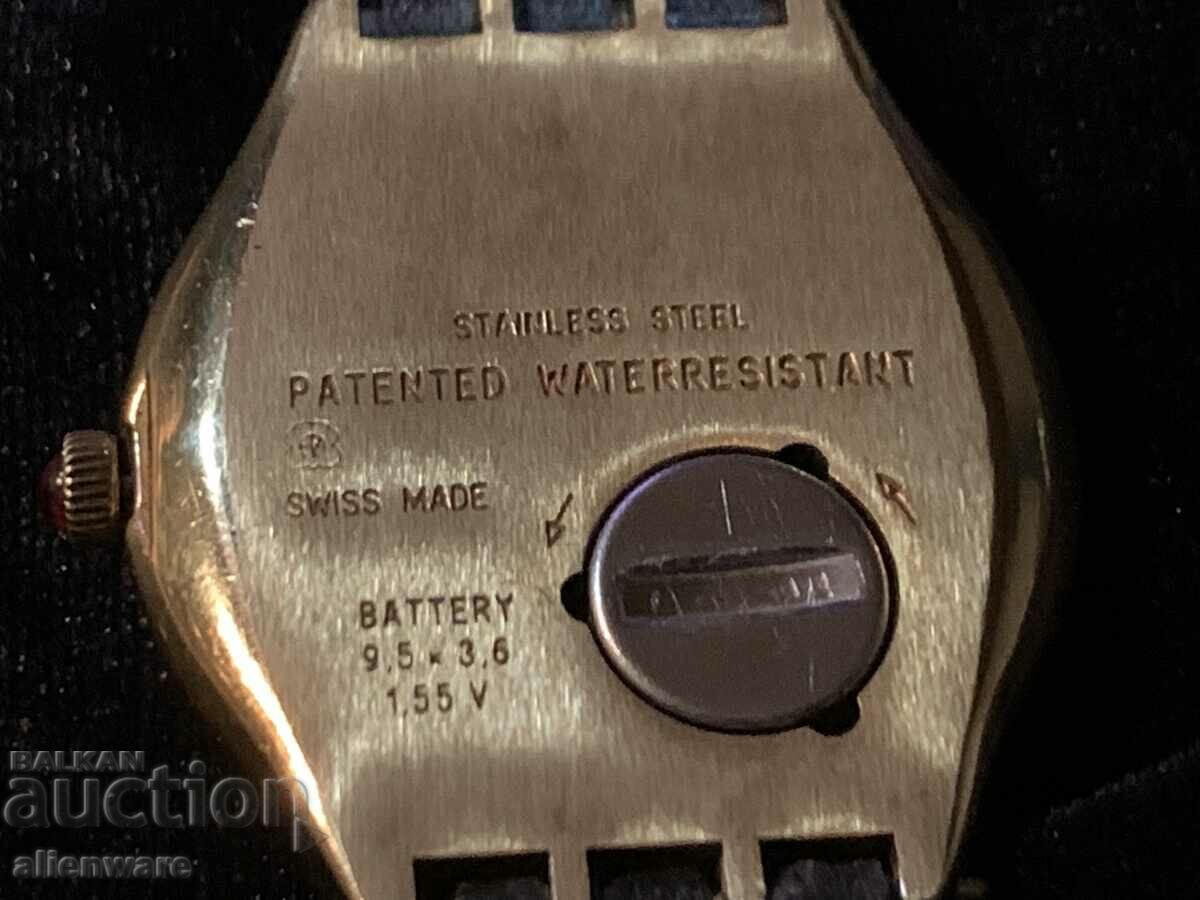 STAINLESS STEEL
PATENTED WATERRESISTANT
SWISS MADE
BATTERY
9,5 x 3,6
1,55 V
BALKAN
auction
alienware